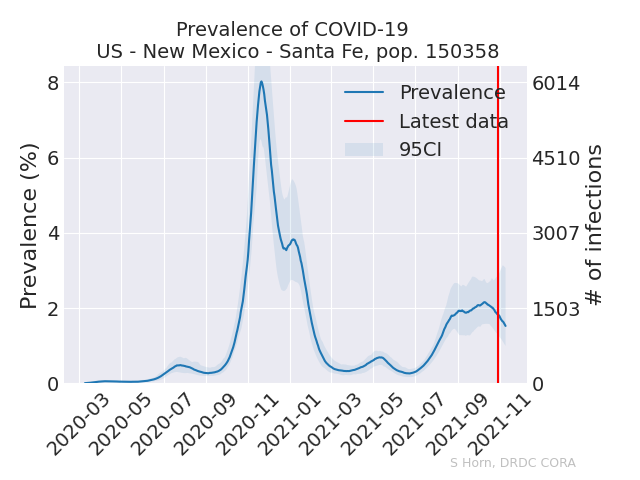 Prevalence of COVID-19
US - New Mexico - Santa Fe, pop. 150358
Prevalence (%)
8
6
4
2
0
Prevalence
Latest data
95CI
6014
4510
3007
1503
0
# of infections
2020-03
2020-05
2020-07
2020-09
2020-11
2021-01
2021-03
2021-05
2021-07
2021-09
2021-11
S Horn, DRDC CORA